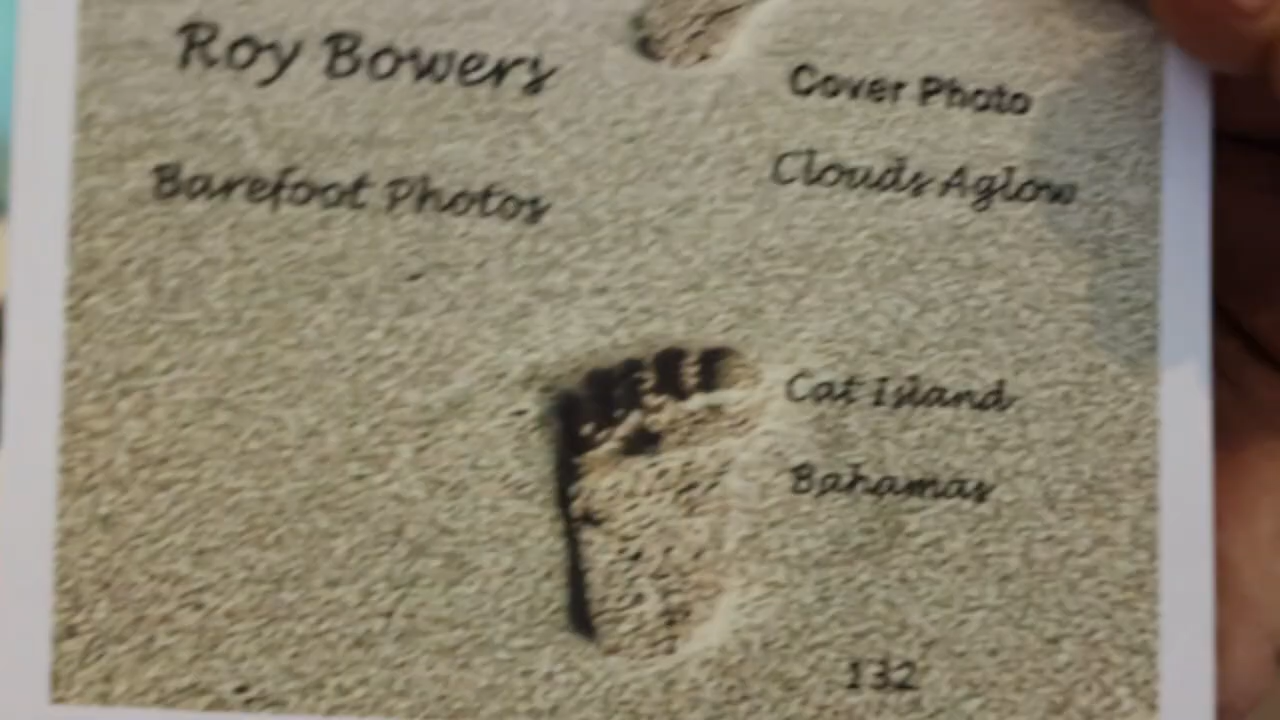 Roy Bowers
Barefoot Photos
Cover Photo
Clouds Aglow
Cat Island
Bahamas
132